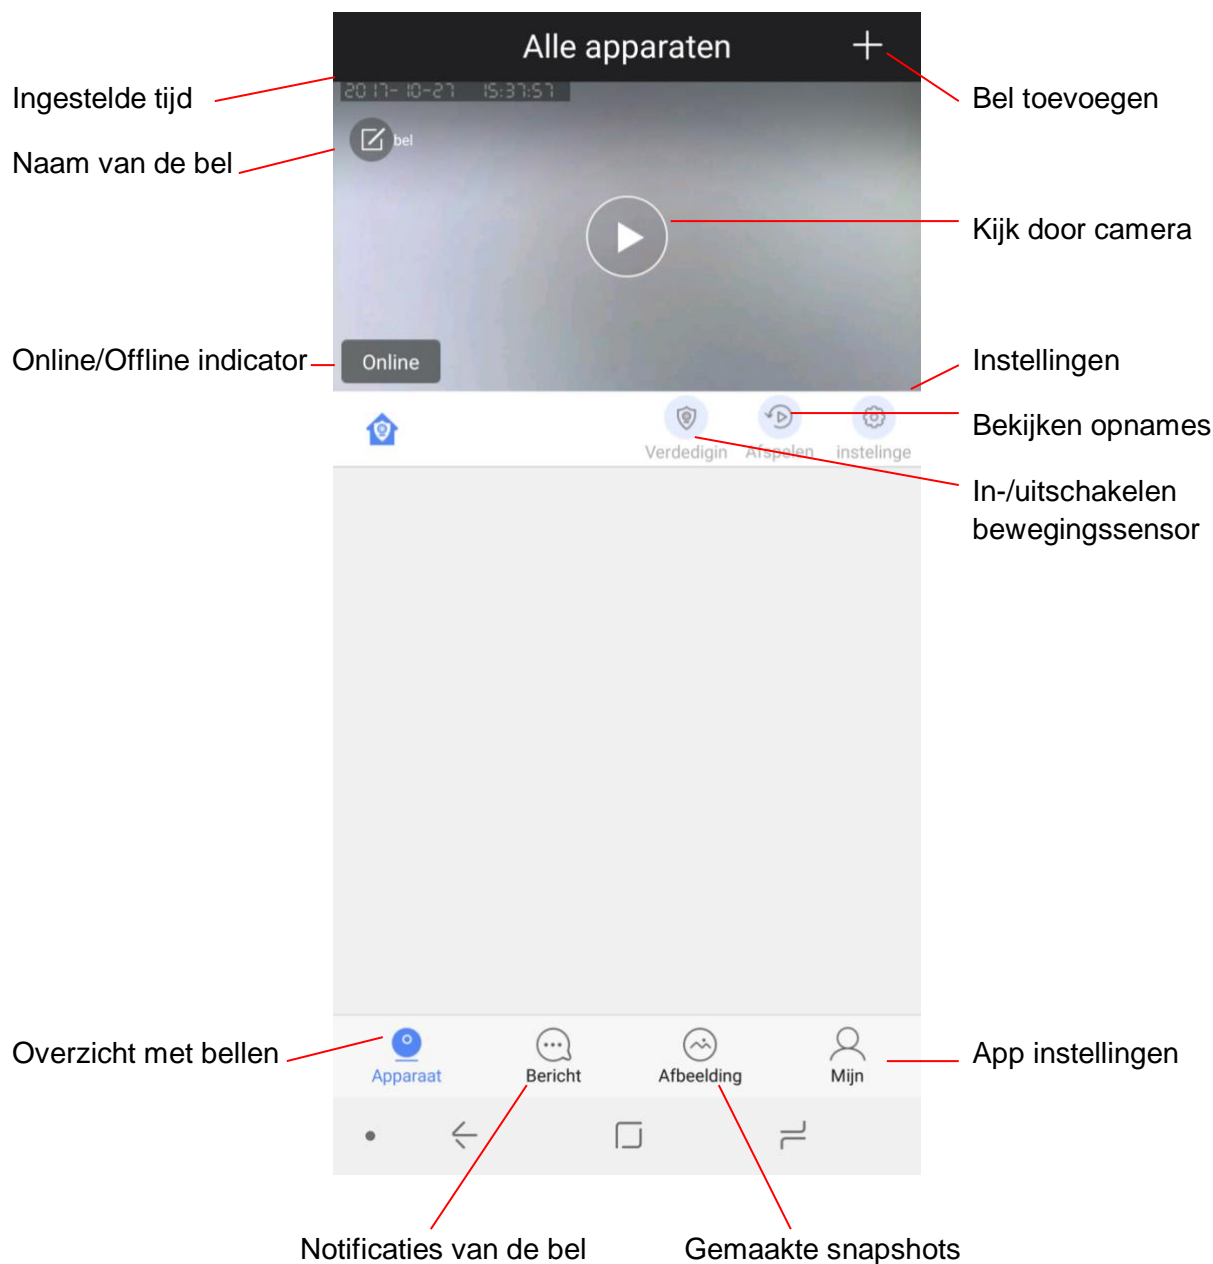 Alle apparaten
Ingestelde tijd
2017-10-27 15:37:57
Bel toevoegen
bel
Naam van de bel
Kijk door camera
Online/Offline indicator
Online
Instellingen
Bekijken opnames
Verdedigin
Afspelen
instelinge
In-/uitschakelen
bewegingssensor
Overzicht met bellen
Apparaat
Bericht
Afbeelding
Mijn
App instellingen
Notificaties van de bel
Gemaakte snapshots